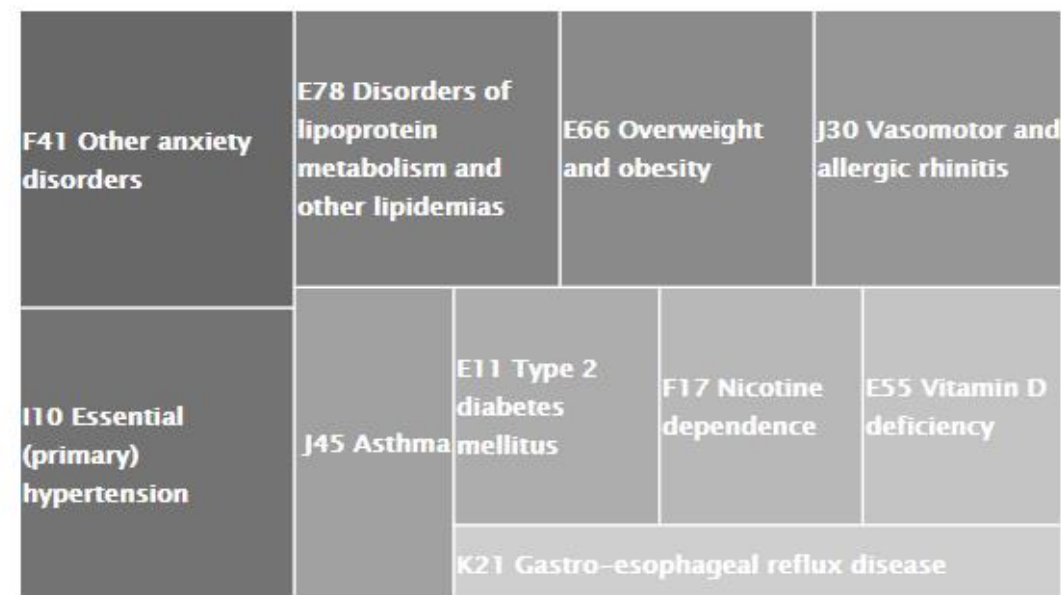 F41 Other anxiety
disorders
E78 Disorders of
lipoprotein
metabolism and
other lipidemias
E66 Overweight
and obesity
J30 Vasomotor and
allergic rhinitis
I10 Essential
(primary)
hypertension
J45 Asthma
E11 Type 2
diabetes
mellitus
F17 Nicotine
dependence
E55 Vitamin D
deficiency
K21 Gastro-esophageal reflux disease